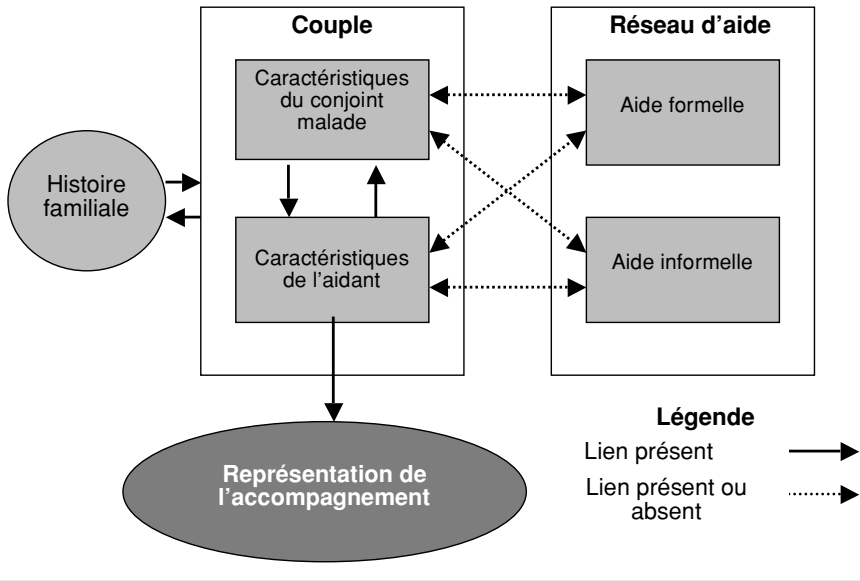 Couple
Réseau d'aide
Caractéristiques
du conjoint
malade
Aide formelle
Histoire
familiale
Caractéristiques
de l'aidant
Aide informelle
Représentation de
l'accompagnement
Légende
Lien présent
Lien présent ou
absent